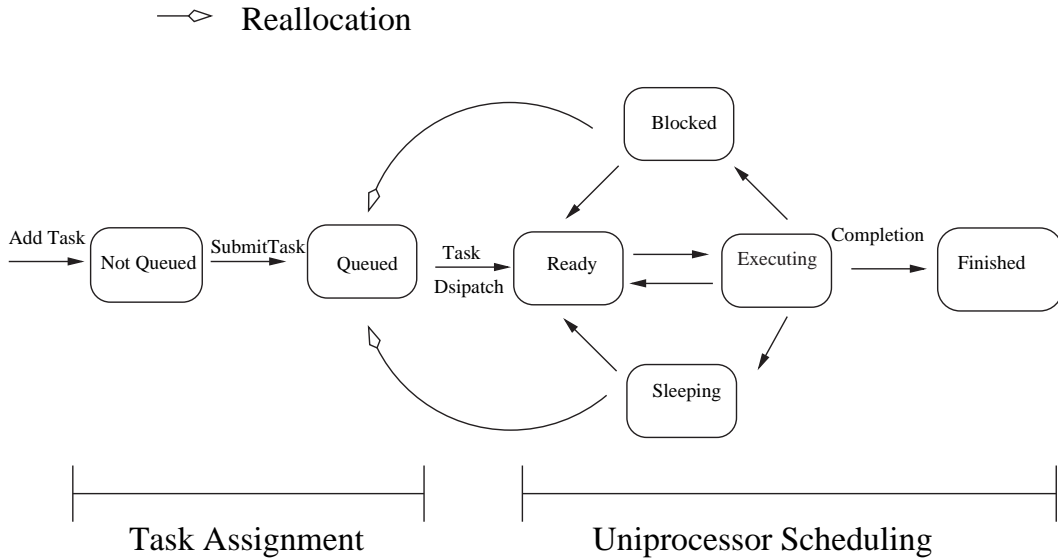 Reallocation
Blocked
Add Task
Not Queued
SubmitTask
Queued
Task
Dsipatch
Ready
Executing
Completion
Finished
Sleeping
Task Assignment
Uniprocessor Scheduling